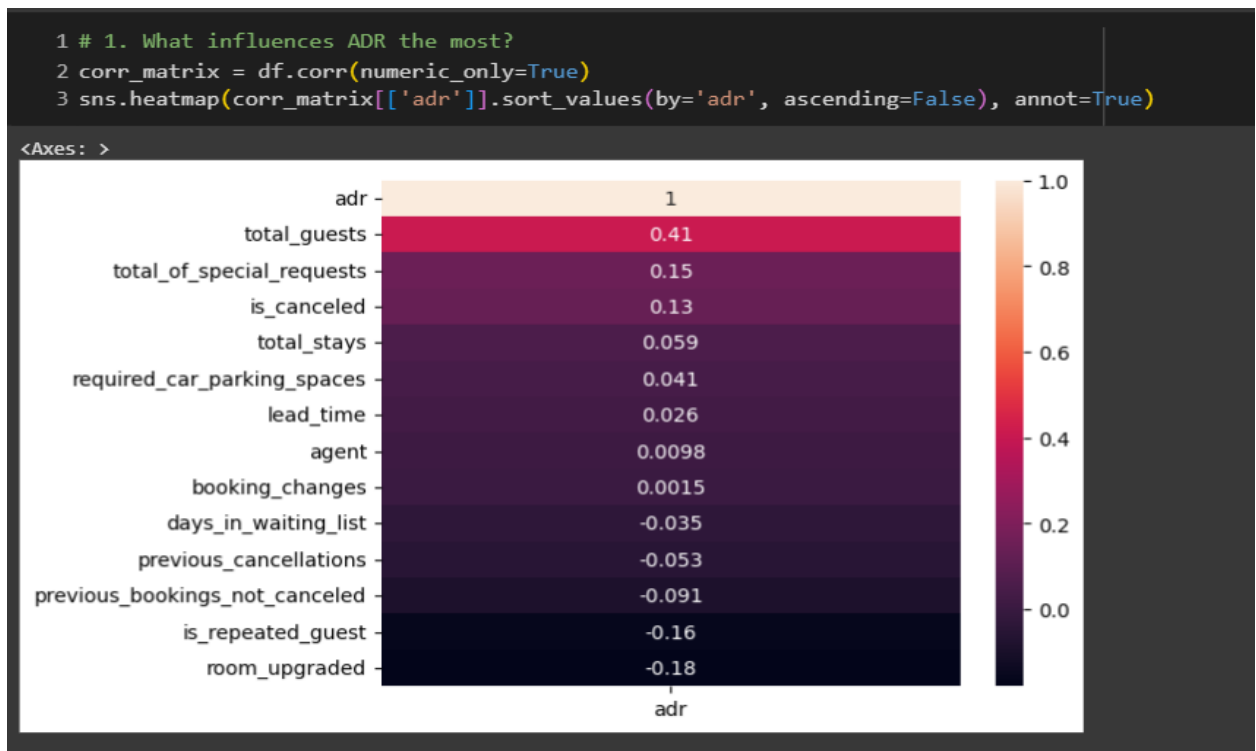 1 # 1. What influences ADR the most?
2 corr_matrix = df.corr(numeric_only=True)
3 sns.heatmap(corr_matrix[['adr']].sort_values(by='adr', ascending=False), annot=True)
<Axes: >
adr 1 1.0
total_guests 0.41
total_of_special_requests 0.15 0.8
is_canceled 0.13
total_stays 0.059 0.6
required_car_parking_spaces 0.041
lead_time 0.026
agent 0.0098 0.4
booking_changes 0.0015
days_in_waiting_list -0.035 0.2
previous_cancellations -0.053
previous_bookings_not_canceled -0.091 0.0
is_repeated_guest -0.16
room_upgraded -0.18
adr